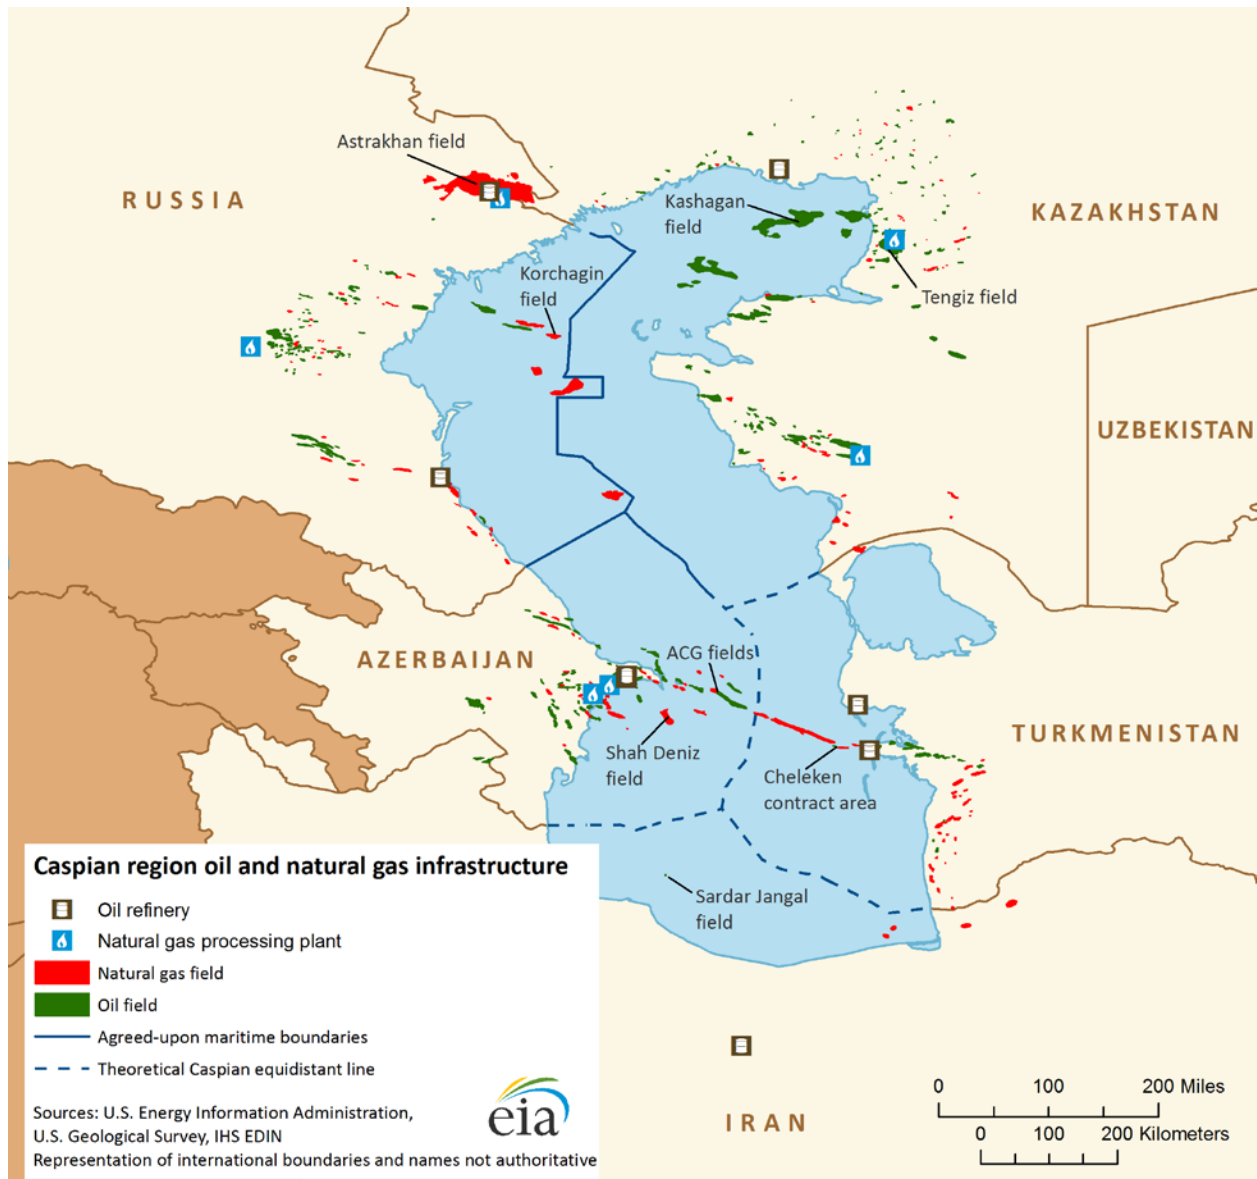 Astrakhan field
RUSSIA
Kashagan
field
KAZAKHSTAN
Korchagin
field
Tengiz field
UZBEKISTAN
ACG fields
AZERBAIJAN
Shah Deniz
field
TURKMENISTAN
Cheleken
contract area
Sardar Jangal
field
IRAN
Caspian region oil and natural gas infrastructure
Oil refinery
Natural gas processing plant
Natural gas field
Oil field
Agreed-upon maritime boundaries
Theoretical Caspian equidistant line
Sources: U.S. Energy Information Administration,
U.S. Geological Survey, IHS EDIN
Representation of international boundaries and names not authoritative
eia
0 100 200 Miles
0 100 200 Kilometers